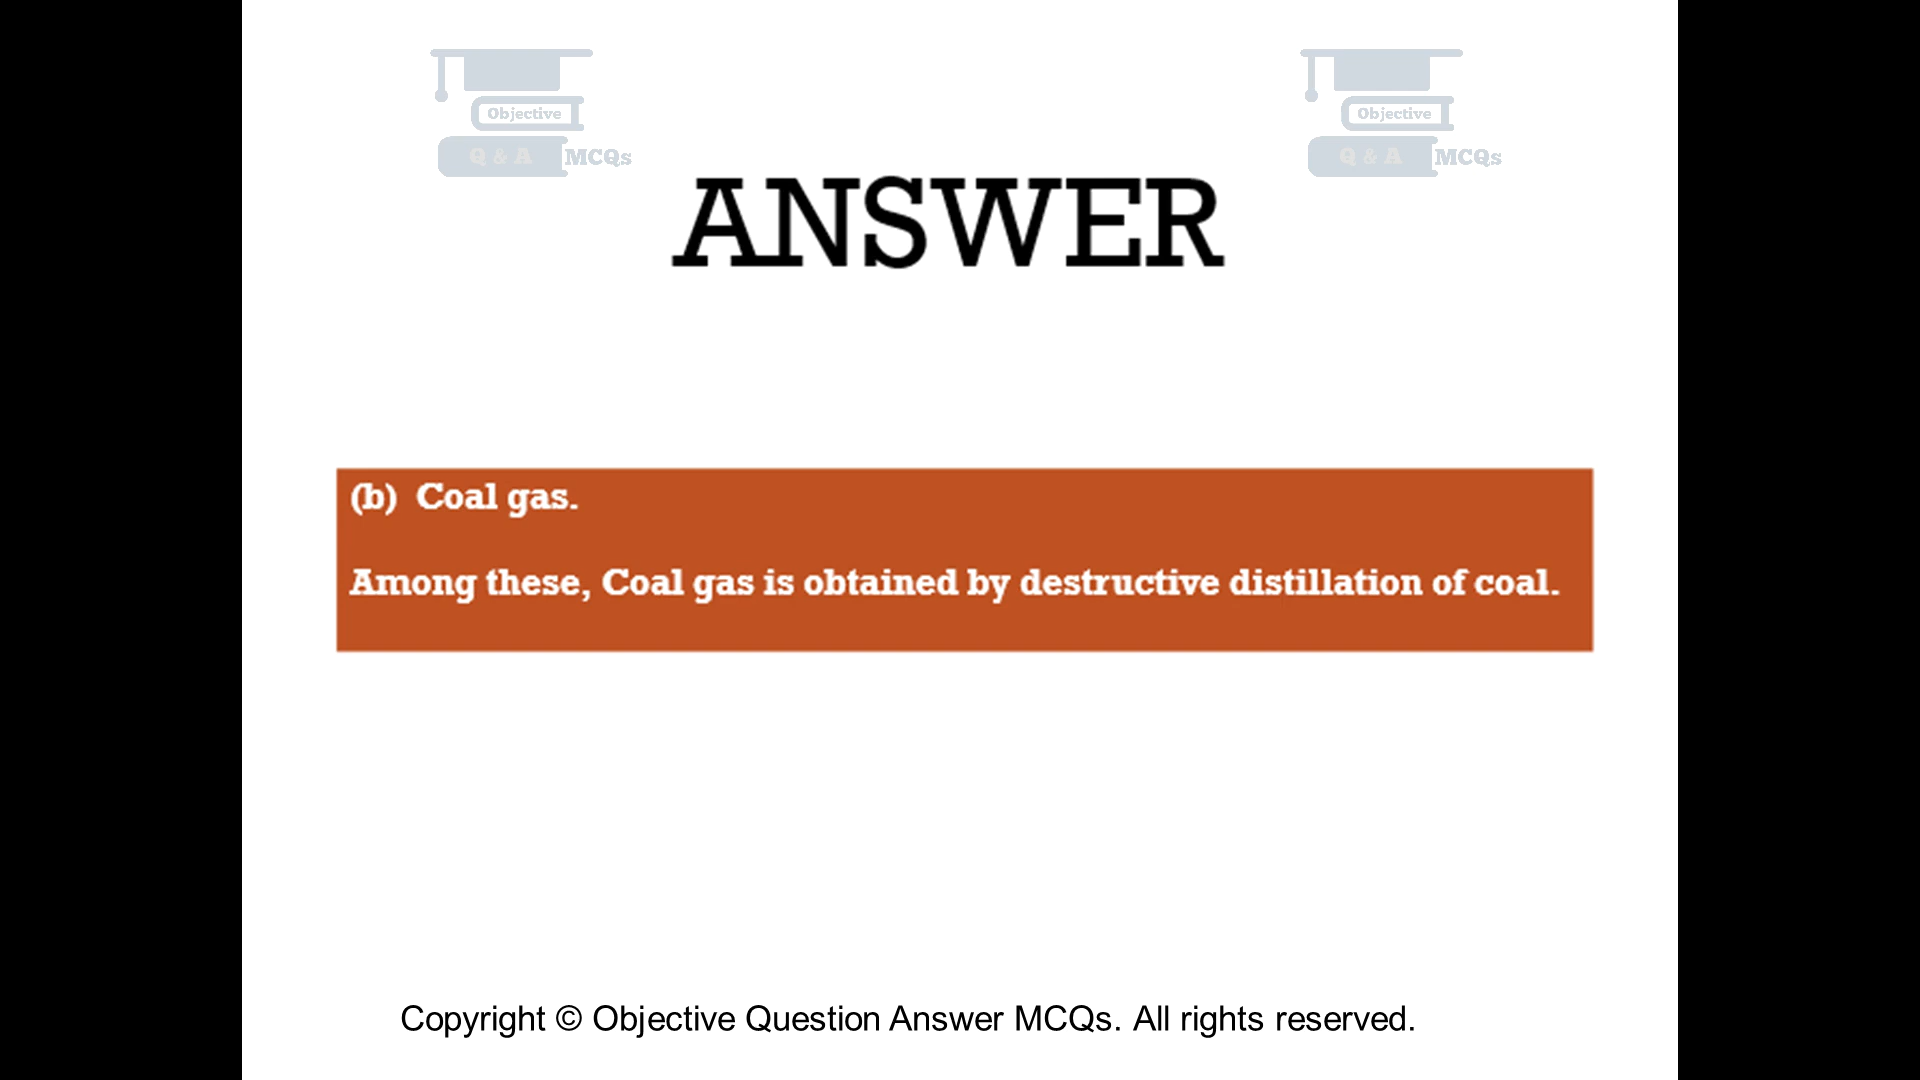 Objective
Q & A MCQs
Objective
Q & A MCQs
ANSWER
(b) Coal gas.
Among these, Coal gas is obtained by destructive distillation of coal.
Copyright © Objective Question Answer MCQs. All rights reserved.